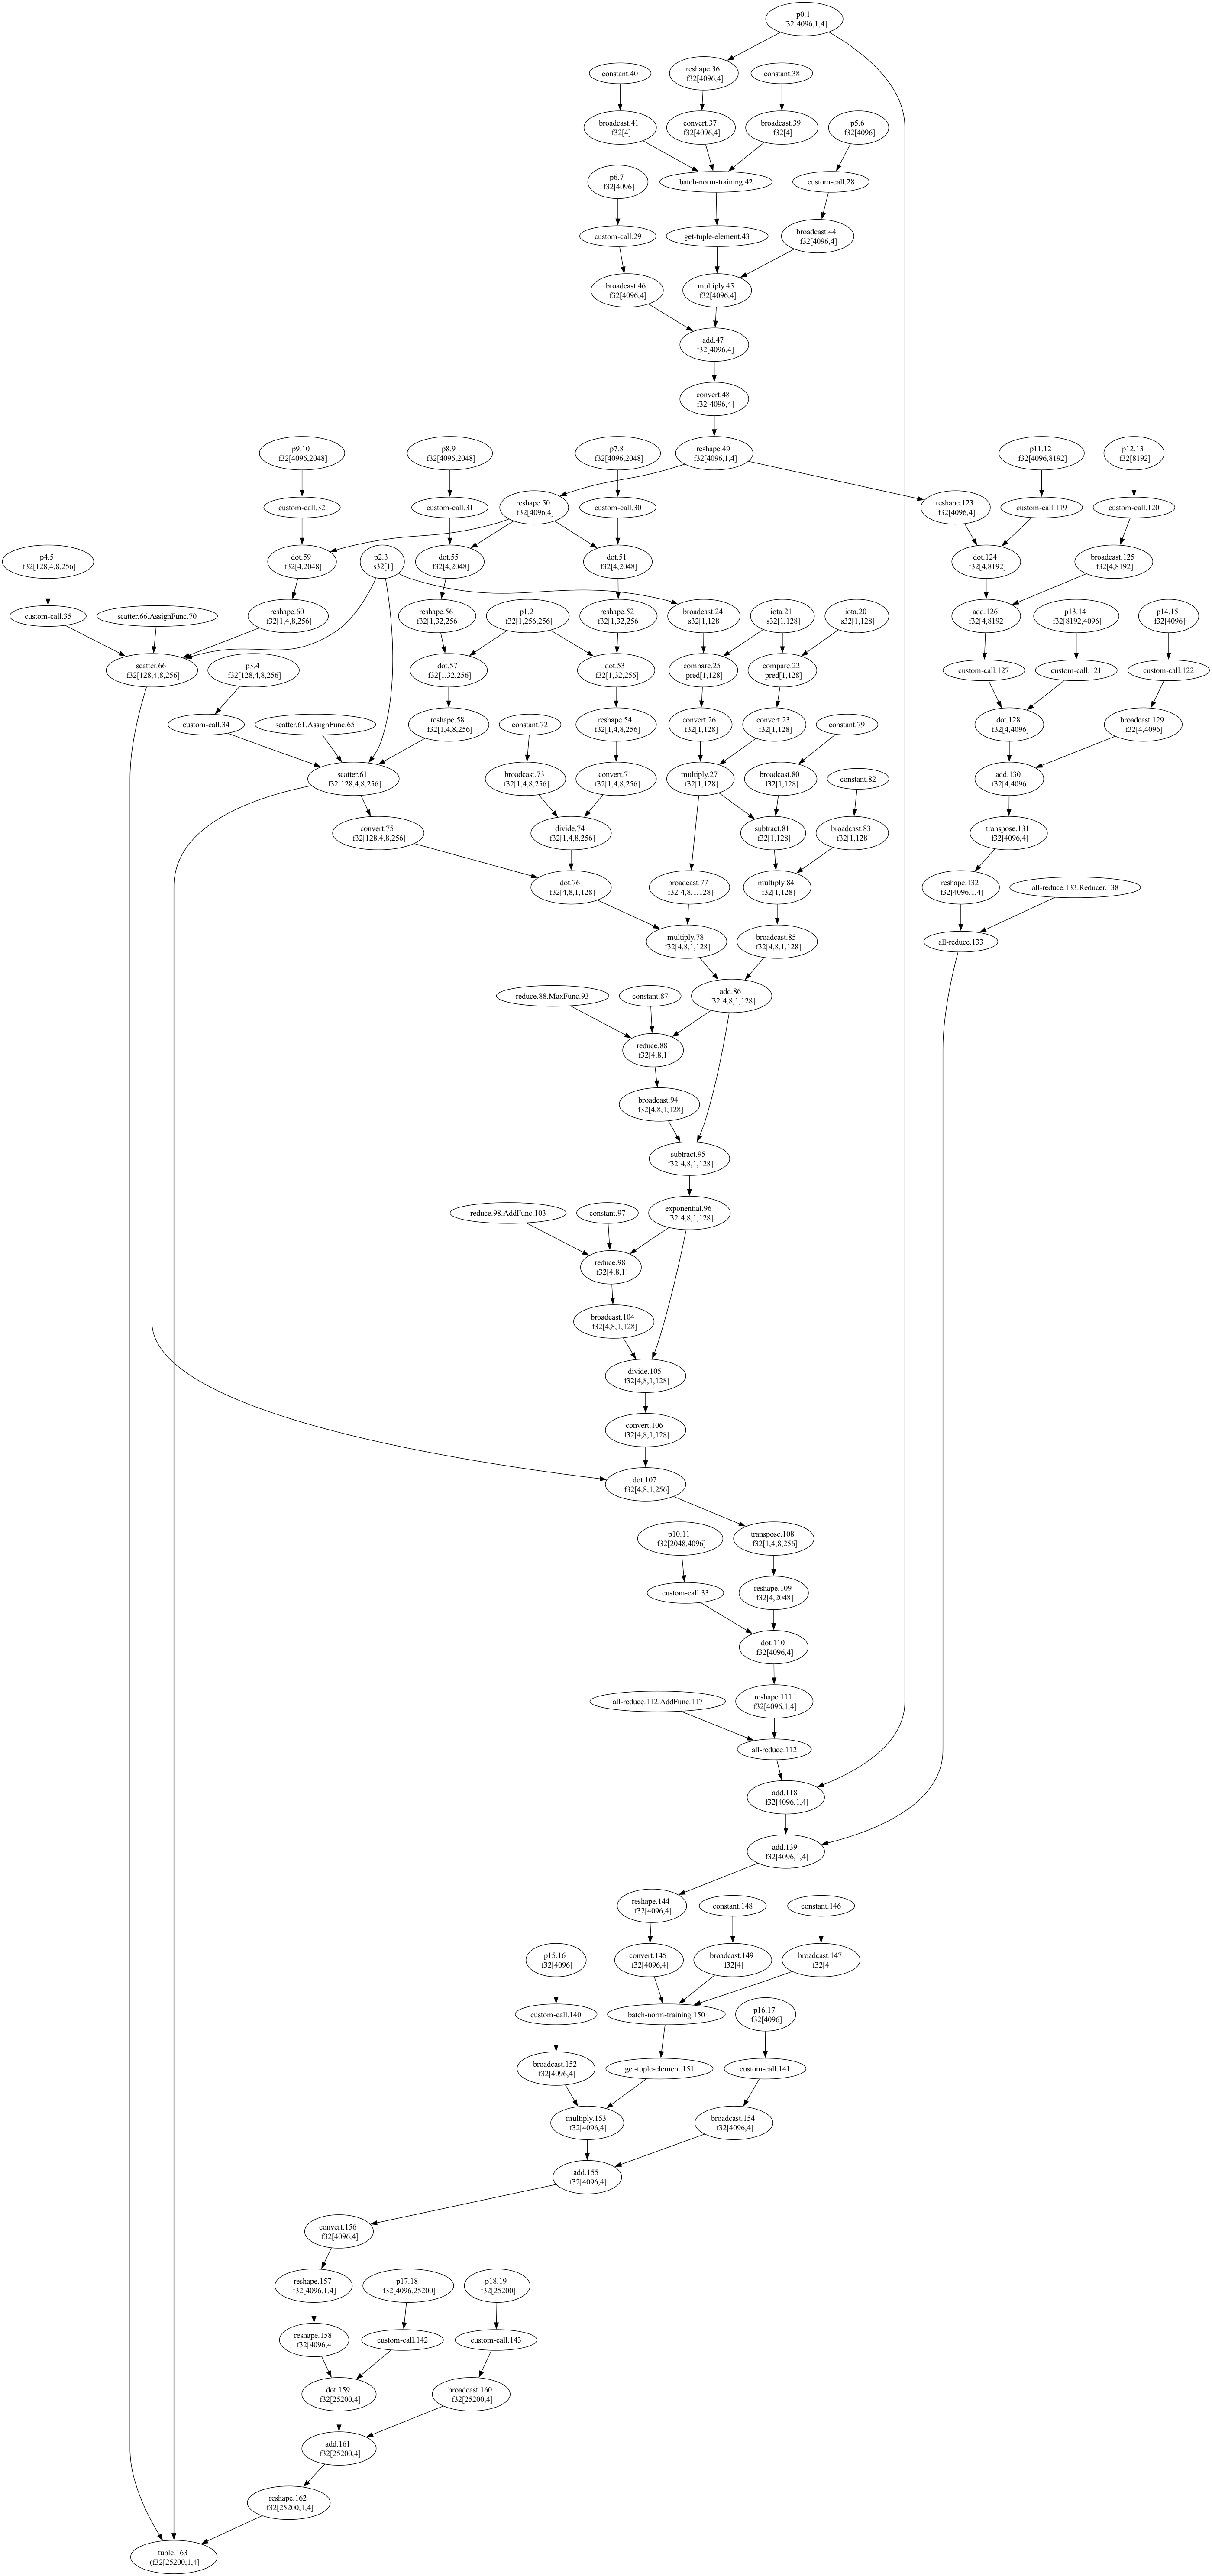 p0.1
f32[4096,1,4]
constant.40
reshape.36
f32[4096,4]
constant.38
broadcast.41
f32[4]
convert.37
f32[4096,4]
broadcast.39
f32[4]
p5.6
f32[4096]
p6.7
f32[4096]
batch-norm-training.42
custom-call.28
custom-call.29
get-tuple-element.43
broadcast.44
f32[4096,4]
broadcast.46
f32[4096,4]
multiply.45
f32[4096,4]
add.47
f32[4096,4]
convert.48
f32[4096,4]
p9.10
f32[4096,2048]
p8.9
f32[4096,2048]
p7.8
f32[4096,2048]
reshape.49
f32[4096,1,4]
p11.12
f32[4096,8192]
p12.13
f32[8192]
custom-call.32
custom-call.31
reshape.50
f32[4096,4]
custom-call.30
reshape.123
f32[4096,4]
custom-call.119
custom-call.120
p4.5
f32[128,4,8,256]
dot.59
f32[4,2048]
p2.3
s32[1]
dot.55
f32[4,2048]
dot.51
f32[4,2048]
dot.124
f32[4,8192]
broadcast.125
f32[4,8192]
custom-call.35
scatter.66.AssignFunc.70
reshape.60
f32[1,4,8,256]
reshape.56
f32[1,32,256]
p1.2
f32[1,256,256]
reshape.52
f32[1,32,256]
broadcast.24
s32[1,128]
iota.21
s32[1,128]
iota.20
s32[1,128]
add.126
f32[4,8192]
p13.14
f32[8192,4096]
p14.15
f32[4096]
scatter.66
f32[128,4,8,256]
p3.4
f32[128,4,8,256]
dot.57
f32[1,32,256]
dot.53
f32[1,32,256]
compare.25
pred[1,128]
compare.22
pred[1,128]
custom-call.127
custom-call.121
custom-call.122
custom-call.34
scatter.61.AssignFunc.65
reshape.58
f32[1,4,8,256]
constant.72
reshape.54
f32[1,4,8,256]
convert.26
f32[1,128]
convert.23
f32[1,128]
constant.79
dot.128
f32[4,4096]
broadcast.129
f32[4,4096]
scatter.61
f32[128,4,8,256]
broadcast.73
f32[1,4,8,256]
convert.71
f32[1,4,8,256]
multiply.27
f32[1,128]
broadcast.80
f32[1,128]
constant.82
add.130
f32[4,4096]
convert.75
f32[128,4,8,256]
divide.74
f32[1,4,8,256]
subtract.81
f32[1,128]
broadcast.83
f32[1,128]
transpose.131
f32[4096,4]
dot.76
f32[4,8,1,128]
broadcast.77
f32[4,8,1,128]
multiply.84
f32[1,128]
reshape.132
f32[4096,1,4]
all-reduce.133.Reducer.138
multiply.78
f32[4,8,1,128]
broadcast.85
f32[4,8,1,128]
all-reduce.133
reduce.88.MaxFunc.93
constant.87
add.86
f32[4,8,1,128]
reduce.88
f32[4,8,1]
broadcast.94
f32[4,8,1,128]
subtract.95
f32[4,8,1,128]
reduce.98.AddFunc.103
constant.97
exponential.96
f32[4,8,1,128]
reduce.98
f32[4,8,1]
broadcast.104
f32[4,8,1,128]
divide.105
f32[4,8,1,128]
convert.106
f32[4,8,1,128]
dot.107
f32[4,8,1,256]
p10.11
f32[2048,4096]
transpose.108
f32[1,4,8,256]
custom-call.33
reshape.109
f32[4,2048]
dot.110
f32[4096,4]
all-reduce.112.AddFunc.117
reshape.111
f32[4096,1,4]
all-reduce.112
add.118
f32[4096,1,4]
add.139
f32[4096,1,4]
reshape.144
f32[4096,4]
constant.148
constant.146
p15.16
f32[4096]
convert.145
f32[4096,4]
broadcast.149
f32[4]
broadcast.147
f32[4]
custom-call.140
batch-norm-training.150
p16.17
f32[4096]
broadcast.152
f32[4096,4]
get-tuple-element.151
custom-call.141
multiply.153
f32[4096,4]
broadcast.154
f32[4096,4]
add.155
f32[4096,4]
convert.156
f32[4096,4]
reshape.157
f32[4096,1,4]
p17.18
f32[4096,25200]
p18.19
f32[25200]
reshape.158
f32[4096,4]
custom-call.142
custom-call.143
dot.159
f32[25200,4]
broadcast.160
f32[25200,4]
add.161
f32[25200,4]
reshape.162
f32[25200,1,4]
tuple.163
(f32[25200,1,4]